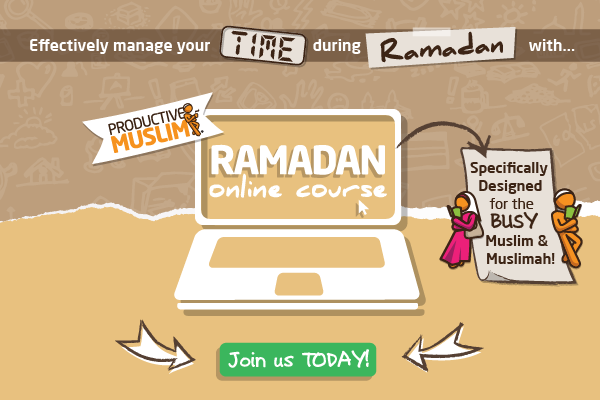 Effectively manage your TIME during Ramadan with...
PRODUCTIVE
MUSLIM
RAMADAN
online course
Specifically
Designed
for the
BUSY
Muslim &
Muslimah!
Join us TODAY!